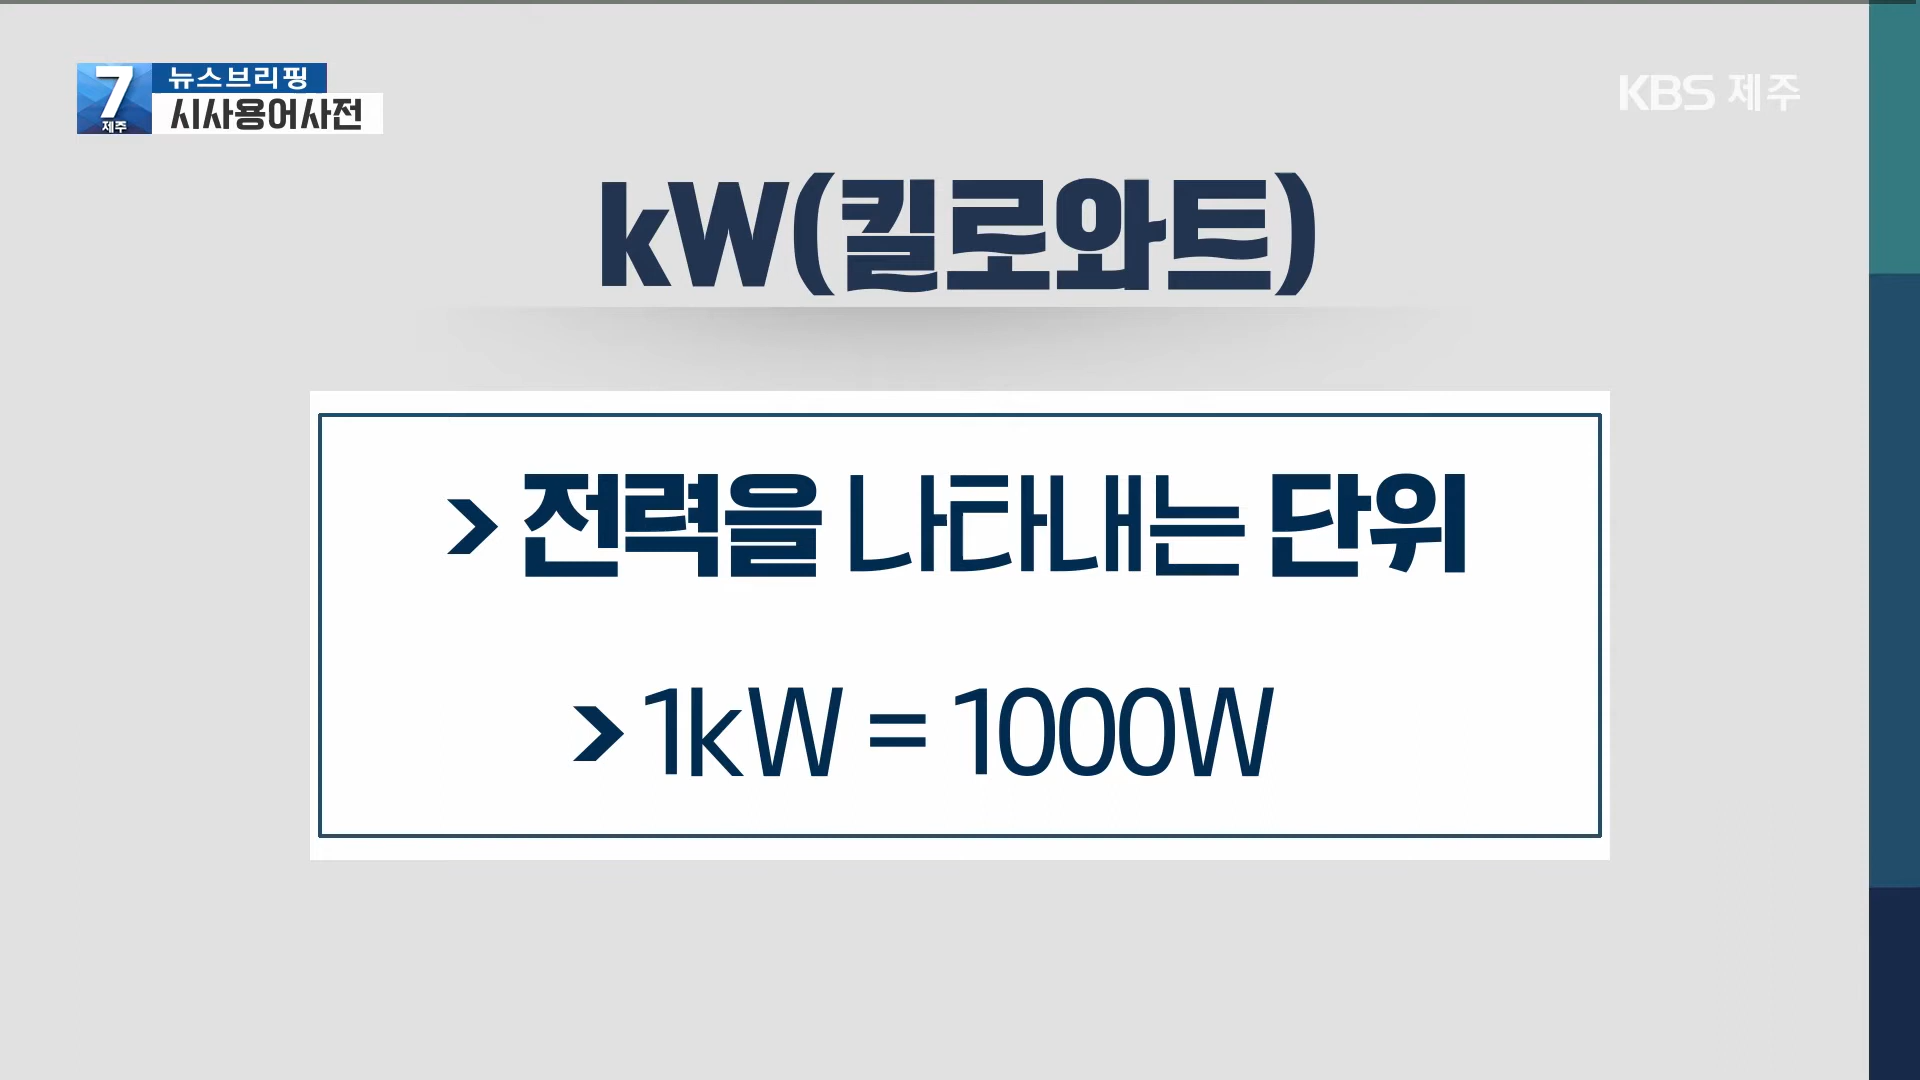 7
제주
뉴스브리핑
시사용어사전
KBS 제주
kW(킬로와트)
> 전력을 나타내는 단위
> 1kW = 1000W